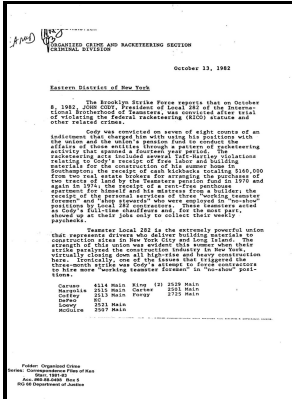 ORGANIZED CRIME AND RACKETEERING SECTION
CRIMINAL DIVISION
October 13, 1982
Eastern District of New York
The Brooklyn Strike Force reports that on October
8, 1982, JOHN CODY, President of Local 282 of the Interna-
tional Brotherhood of Teamsters, was convicted after trial
of violating the federal racketeering (RICO) statute and
other related crimes.
Cody was convicted on seven of eight counts of an
indictment that charged him with using his positions with
the union and the union's pension fund to conduct the
affairs of those entities through a pattern of racketeering
activity that spanned a fourteen year period. The
racketeering acts included several Taft-Hartley violations
relating to Cody's receipt of free labor and building
materials for the construction of his summer home in
Southampton; the receipt of cash kickbacks totaling $160,000
from two real estate brokers for arranging the purchases of
two tracts of land by the union pension fund in 1970 and
again in 1974; the receipt of a rent-free penthouse
apartment for himself and his mistress from a builder; the
receipt of the personal services of three "working teamster
foremen" and "shop stewards" who were employed in "no-show"
positions by Local 282 contractors. These teamsters acted
as Cody's full-time chauffeurs and, for the most part,
showed up at their jobs only to collect their weekly
paychecks.
Teamster Local 282 is the extremely powerful union
that represents drivers who deliver building materials to
construction sites in New York City and Long Island. The
strength of this union was evident this summer when their
strike paralyzed the construction industry in New York,
virtually closing down all high-rise and heavy construction
here. Ironically, one of the issues that triggered the
three-month strike was Cody's attempt to force contractors
to hire more "working teamster foremen" in "no-show" posi-
tions.
Caruso 4114 Main King (2) 2529 Main
Margolis 2515 Main Carter 2501 Main
Coffey 2513 Main Forgy 2725 Main
DeFeo KC
Loewy 2521 Main
McGuire 2507 Main
Folder: Organized Crime
Series: Correspondence Files of Ken
Starr, 1981-83
Acc. #60-88-0498 Box 5
RG 60 Department of Justice